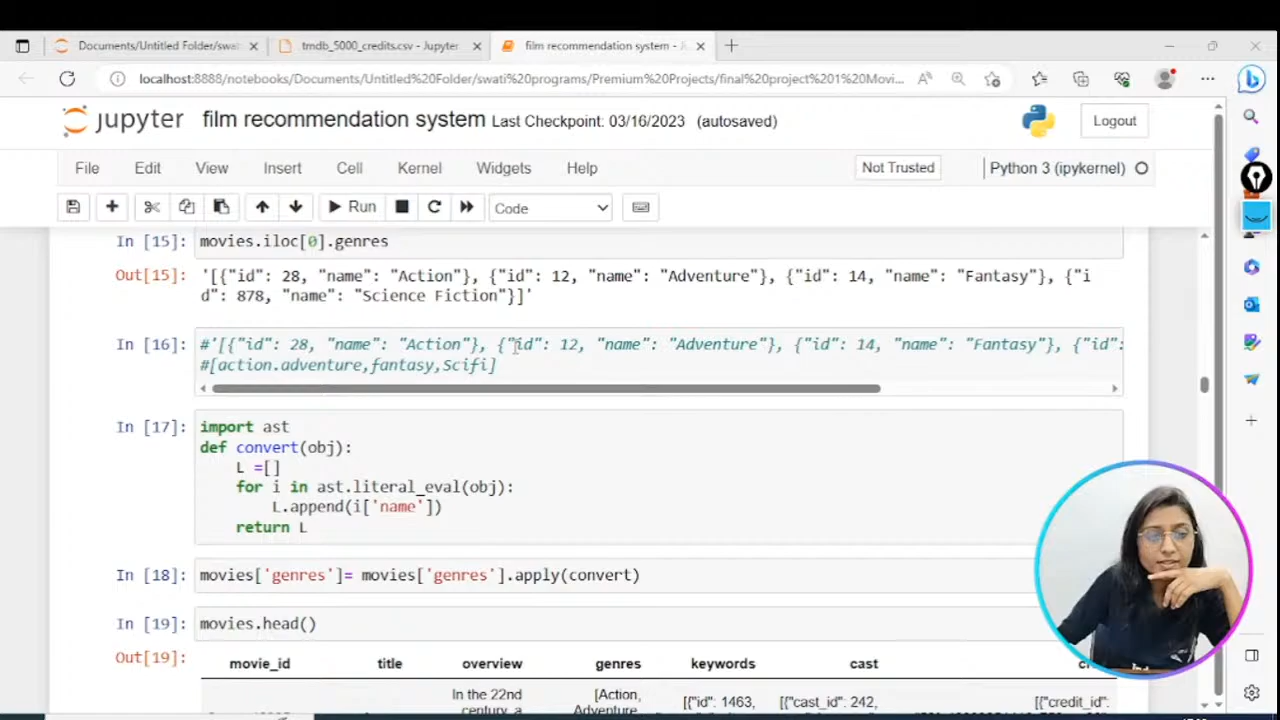 Documents/Untitled Folder/swat
tmdb_5000_credits.csv - Jupyter
film recommendation system - J
localhost:8888/notebooks/Documents/Untitled%20Folder/swati%20programs/Premium%20Projects/final%20project%201%20Movi...
jupyter film recommendation system Last Checkpoint: 03/16/2023 (autosaved)
Logout
File Edit View Insert Cell Kernel Widgets Help
Not Trusted
Python 3 (ipykernel)
Run
Code
In [15]: movies.iloc[0].genres
Out[15]: '[{"id": 28, "name": "Action"}, {"id": 12, "name": "Adventure"}, {"id": 14, "name": "Fantasy"}, {"i
d": 878, "name": "Science Fiction"}]'
In [16]: #'[{"id": 28, "name": "Action"}, {"id": 12, "name": "Adventure"}, {"id": 14, "name": "Fantasy"}, {"id":
#[action.adventure,fantasy,Scifi]
In [17]: import ast
def convert(obj):
L =[]
for i in ast.literal_eval(obj):
L.append(i['name'])
return L
In [18]: movies['genres']= movies['genres'].apply(convert)
In [19]: movies.head()
Out[19]:
movie_id title overview genres keywords cast
In the 22nd
century, a
[Action,
Adventure,
[{"id": 1463,
[{"cast_id": 242,
[{"credit_id":